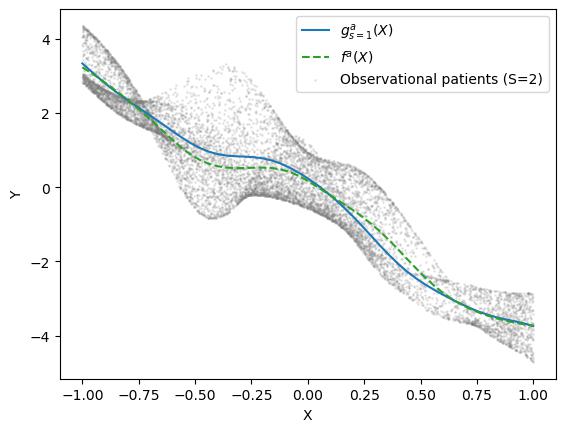 g^a_{s=1}(X)
f^a(X)
Observational patients (S=2)
4
2
0
−2
−4
Y
−1.00 −0.75 −0.50 −0.25 0.00 0.25 0.50 0.75 1.00
X